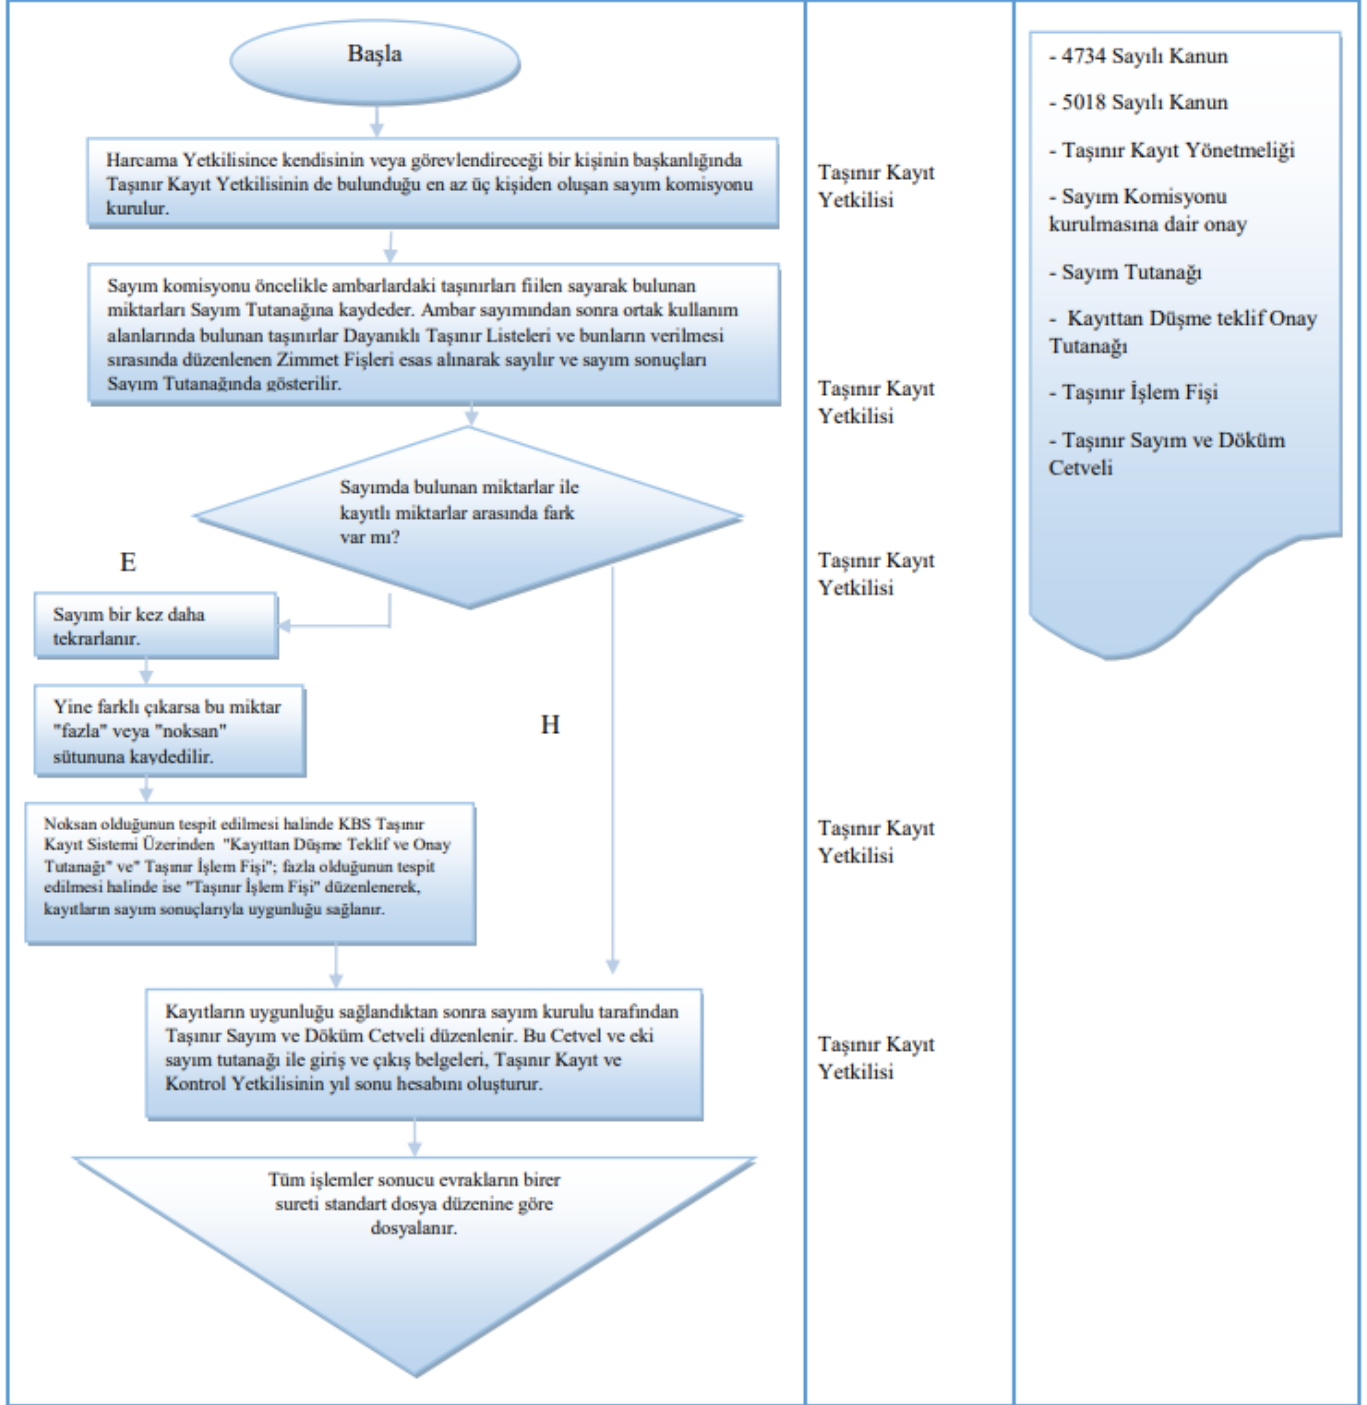 Başla
Harcama Yetkilisince kendisinin veya görevlendireceği bir kişinin başkanlığında
Taşınır Kayıt Yetkilisinin de bulunduğu en az üç kişiden oluşan sayım komisyonu
kurulur.
Sayım komisyonu öncelikle ambarlardaki taşınırları fiilen sayarak bulunan
miktarları Sayım Tutanağına kaydeder. Ambar sayımından sonra ortak kullanım
alanlarında bulunan taşınırlar Dayanıklı Taşınır Listeleri ve bunların verilmesi
sırasında düzenlenen Zimmet Fişleri esas alınarak sayılır ve sayım sonuçları
Sayım Tutanağında gösterilir.
Sayımda bulunan miktarlar ile
kayıtlı miktarlar arasında fark
var mı?
E
Sayım bir kez daha
tekrarlanır.
Yine farklı çıkarsa bu miktar
"fazla" veya "noksan"
sütununa kaydedilir.
H
Noksan olduğunun tespit edilmesi halinde KBS Taşınır
Kayıt Sistemi Üzerinden "Kayıttan Düşme Teklif ve Onay
Tutanağı" ve" Taşınır İşlem Fişi"; fazla olduğunun tespit
edilmesi halinde ise "Taşınır İşlem Fişi" düzenlenerek,
kayıtların sayım sonuçlarıyla uygunluğu sağlanır.
Kayıtların uygunluğu sağlandıktan sonra sayım kurulu tarafından
Taşınır Sayım ve Döküm Cetveli düzenlenir. Bu Cetvel ve eki
sayım tutanağı ile giriş ve çıkış belgeleri, Taşınır Kayıt ve
Kontrol Yetkilisinin yıl sonu hesabını oluşturur.
Tüm işlemler sonucu evrakların birer
sureti standart dosya düzenine göre
dosyalanır.
Taşınır Kayıt
Yetkilisi
Taşınır Kayıt
Yetkilisi
Taşınır Kayıt
Yetkilisi
Taşınır Kayıt
Yetkilisi
Taşınır Kayıt
Yetkilisi
- 4734 Sayılı Kanun
- 5018 Sayılı Kanun
- Taşınır Kayıt Yönetmeliği
- Sayım Komisyonu
kurulmasına dair onay
- Sayım Tutanağı
- Kayıttan Düşme teklif Onay
Tutanağı
- Taşınır İşlem Fişi
- Taşınır Sayım ve Döküm
Cetveli